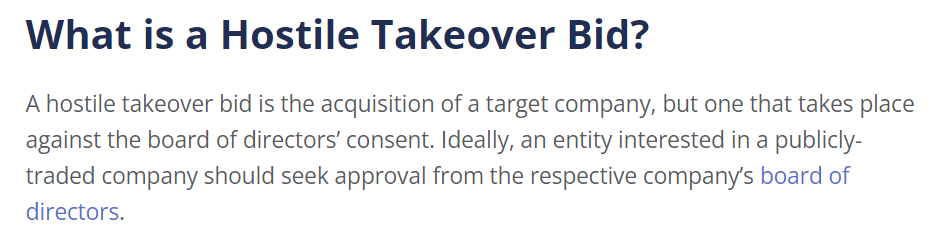 What is a Hostile Takeover Bid?
A hostile takeover bid is the acquisition of a target company, but one that takes place
against the board of directors’ consent. Ideally, an entity interested in a publicly-
traded company should seek approval from the respective company’s board of
directors.